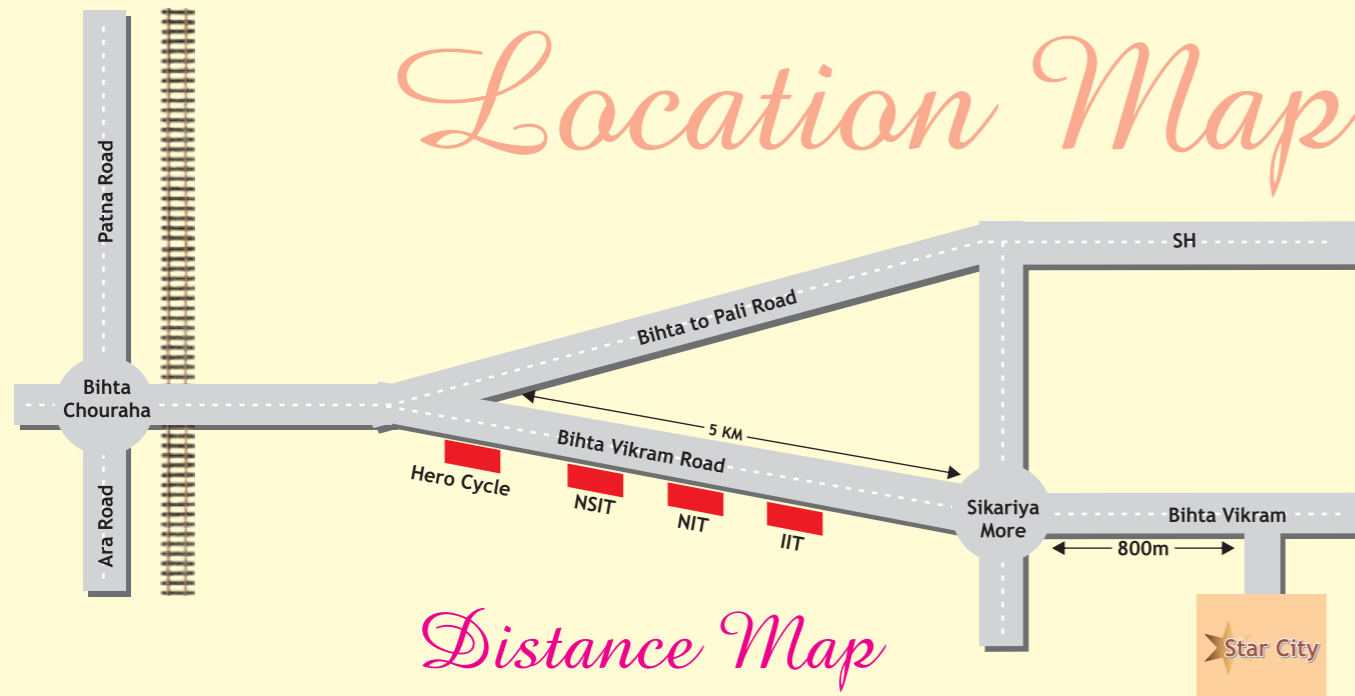 Location Map
Patna Road
SH
Bihta to Pali Road
Bihta
Chouraha
5 KM
Bihta Vikram Road
Hero Cycle
NSIT
NIT
IIT
Sikariya
More
Bihta Vikram
800m
Ara Road
Distance Map
Star City